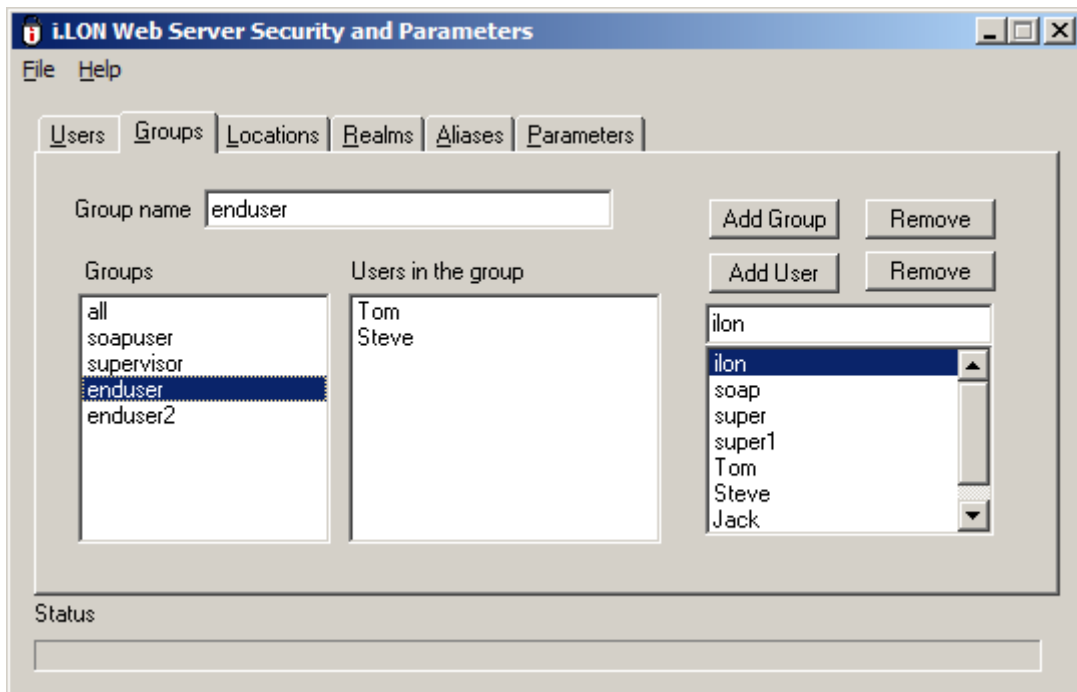 i.LON Web Server Security and Parameters
File Help
Users Groups Locations Realms Aliases Parameters
Group name enduser
Add Group Remove
Groups
Users in the group
Add User Remove
all
soapuser
supervisor
enduser
enduser2
Tom
Steve
ilon
ilon
soap
super
super1
Tom
Steve
Jack
Status